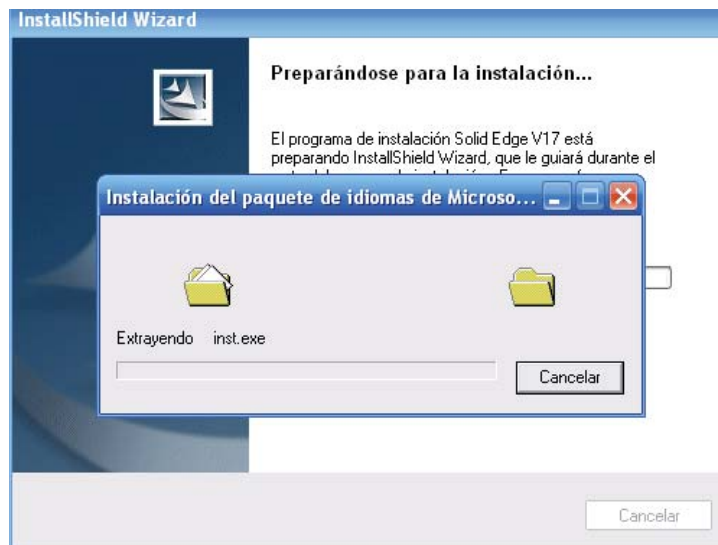 InstallShield Wizard
Preparándose para la instalación...
El programa de instalación Solid Edge V17 está
preparando InstallShield Wizard, que le guiará durante el
Instalación del paquete de idiomas de Microso...
Extrayendo inst.exe
Cancelar
Cancelar